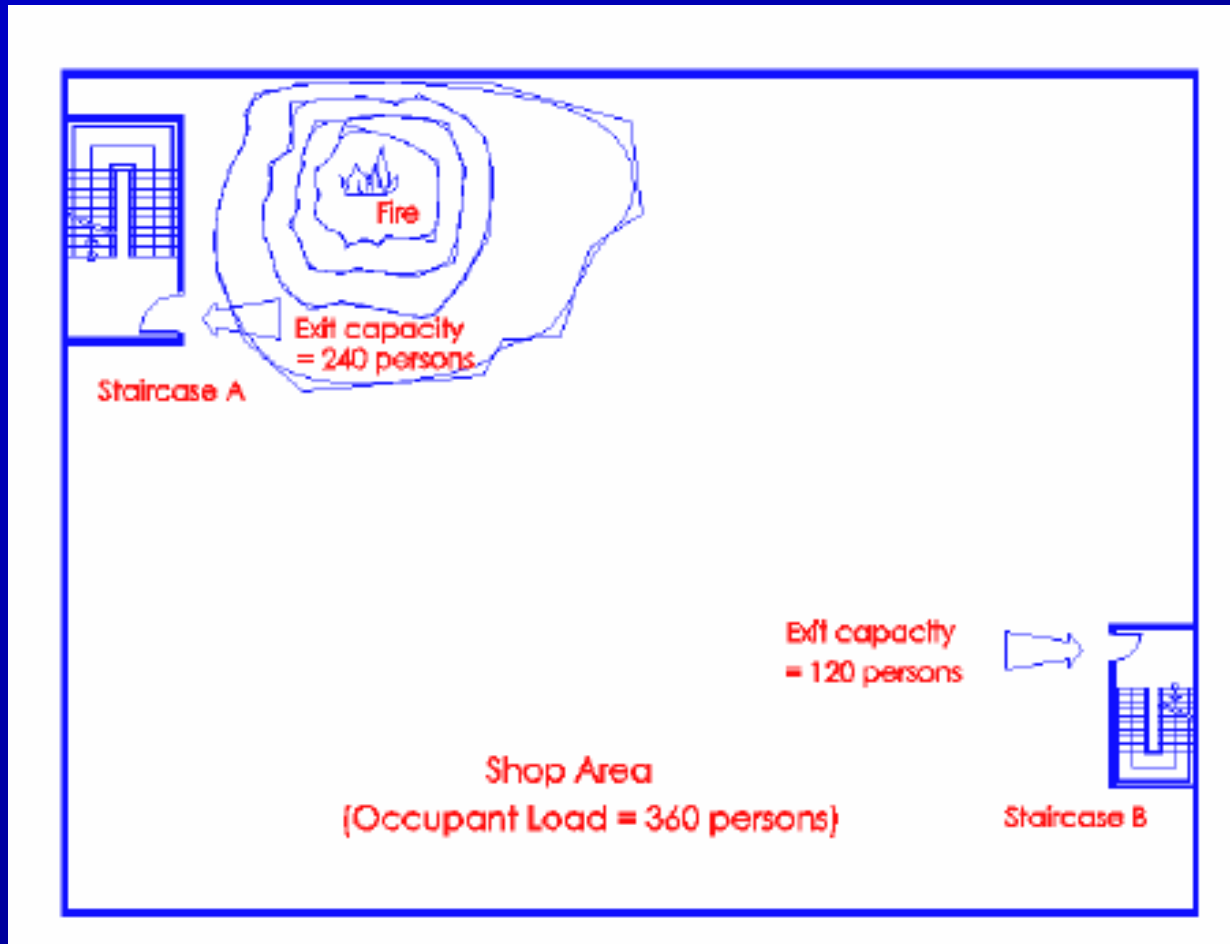 Fire
Exit capacity
= 240 persons
Staircase A
Exit capacity
= 120 persons
Shop Area
(Occupant Load = 360 persons)
Staircase B